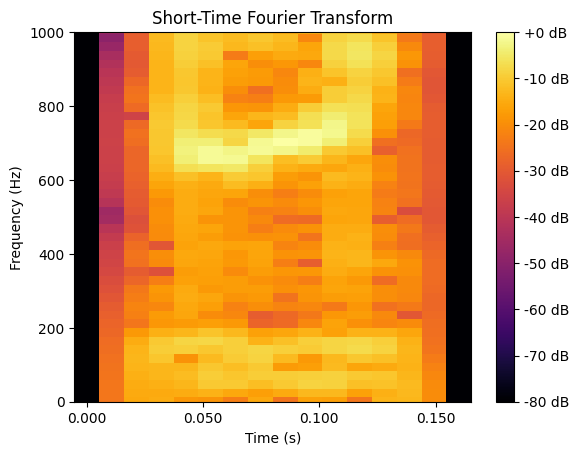 Short-Time Fourier Transform
1000
800
600
400
200
0
Frequency (Hz)
0.000
0.050
0.100
0.150
Time (s)
+0 dB
-10 dB
-20 dB
-30 dB
-40 dB
-50 dB
-60 dB
-70 dB
-80 dB